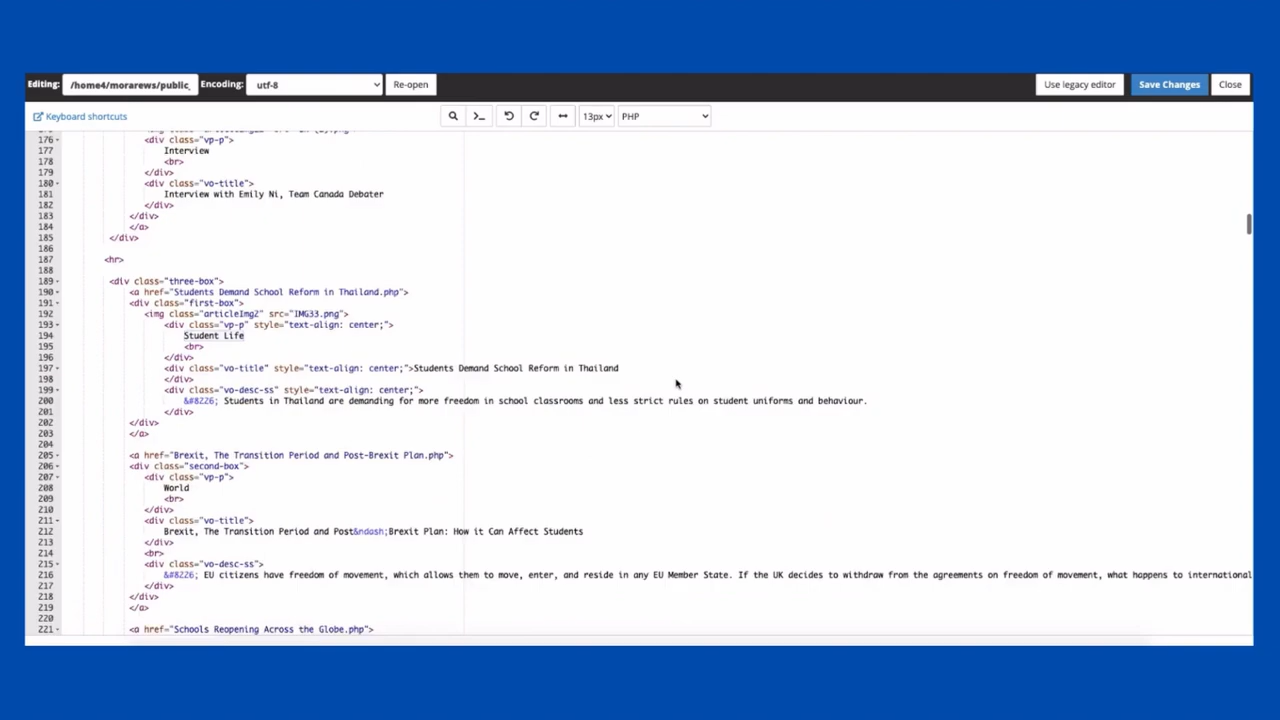 Editing: /home4/morarews/public_ Encoding: utf-8 Re-open Use legacy editor Save Changes Close
Keyboard shortcuts 13px PHP
176 <div class="vp-p">
177 Interview
178 <br>
179 </div>
180 <div class="vo-title">
181 Interview with Emily Ni, Team Canada Debater
182 </div>
183 </div>
184 </a>
185 </div>
186
187 <hr>
188
189 <div class="three-box">
190 <a href="Students Demand School Reform in Thailand.php">
191 <div class="first-box">
192 <img class="articleImg2" src="IMG33.png">
193 <div class="vp-p" style="text-align: center;">
194 Student Life
195 <br>
196 </div>
197 <div class="vo-title" style="text-align: center;">Students Demand School Reform in Thailand
198 </div>
199 <div class="vo-desc-ss" style="text-align: center;">
200 &#8226; Students in Thailand are demanding for more freedom in school classrooms and less strict rules on student uniforms and behaviour.
201 </div>
202 </div>
203 </a>
204
205 <a href="Brexit, The Transition Period and Post-Brexit Plan.php">
206 <div class="second-box">
207 <div class="vp-p">
208 World
209 <br>
210 </div>
211 <div class="vo-title">
212 Brexit, The Transition Period and Post&ndash;Brexit Plan: How it Can Affect Students
213 </div>
214 <br>
215 <div class="vo-desc-ss">
216 &#8226; EU citizens have freedom of movement, which allows them to move, enter, and reside in any EU Member State. If the UK decides to withdraw from the agreements on freedom of movement, what happens to international
217 </div>
218 </div>
219 </a>
220
221 <a href="Schools Reopening Across the Globe.php">